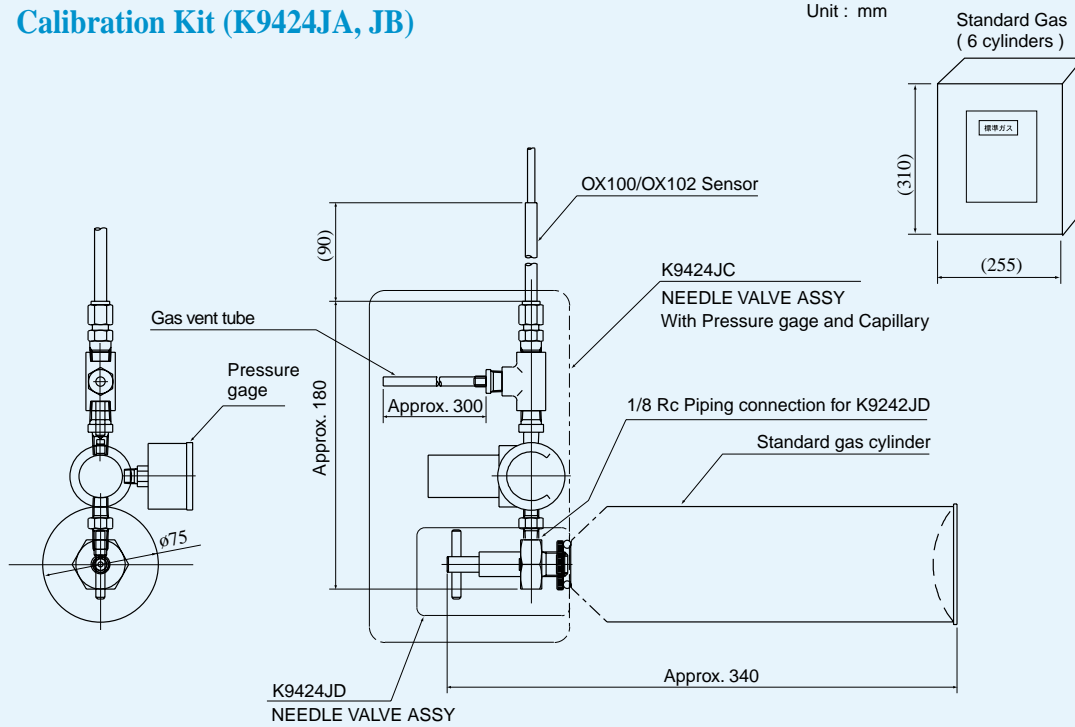 Calibration Kit (K9424JA, JB)
Unit : mm
Standard Gas
( 6 cylinders )
標準ガス
(310)
(255)
OX100/OX102 Sensor
(90)
K9424JC
NEEDLE VALVE ASSY
With Pressure gage and Capillary
Gas vent tube
Pressure
gage
Approx. 300
Approx. 180
1/8 Rc Piping connection for K9242JD
Standard gas cylinder
ø75
Approx. 340
K9424JD
NEEDLE VALVE ASSY